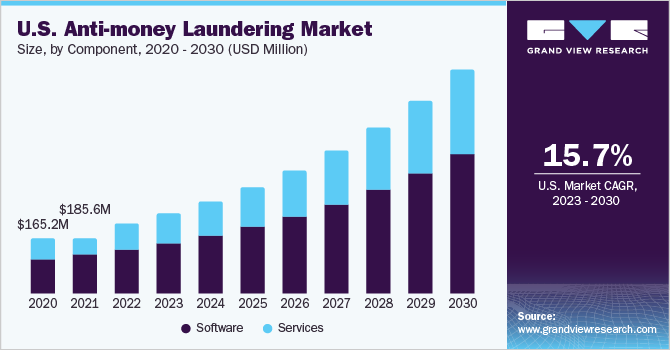 U.S. Anti-money Laundering Market
Size, by Component, 2020 - 2030 (USD Million)
$165.2M
$185.6M
2020 2021 2022 2023 2024 2025 2026 2027 2028 2029 2030
Software Services
GRAND VIEW RESEARCH
15.7%
U.S. Market CAGR,
2023 - 2030
Source:
www.grandviewresearch.com